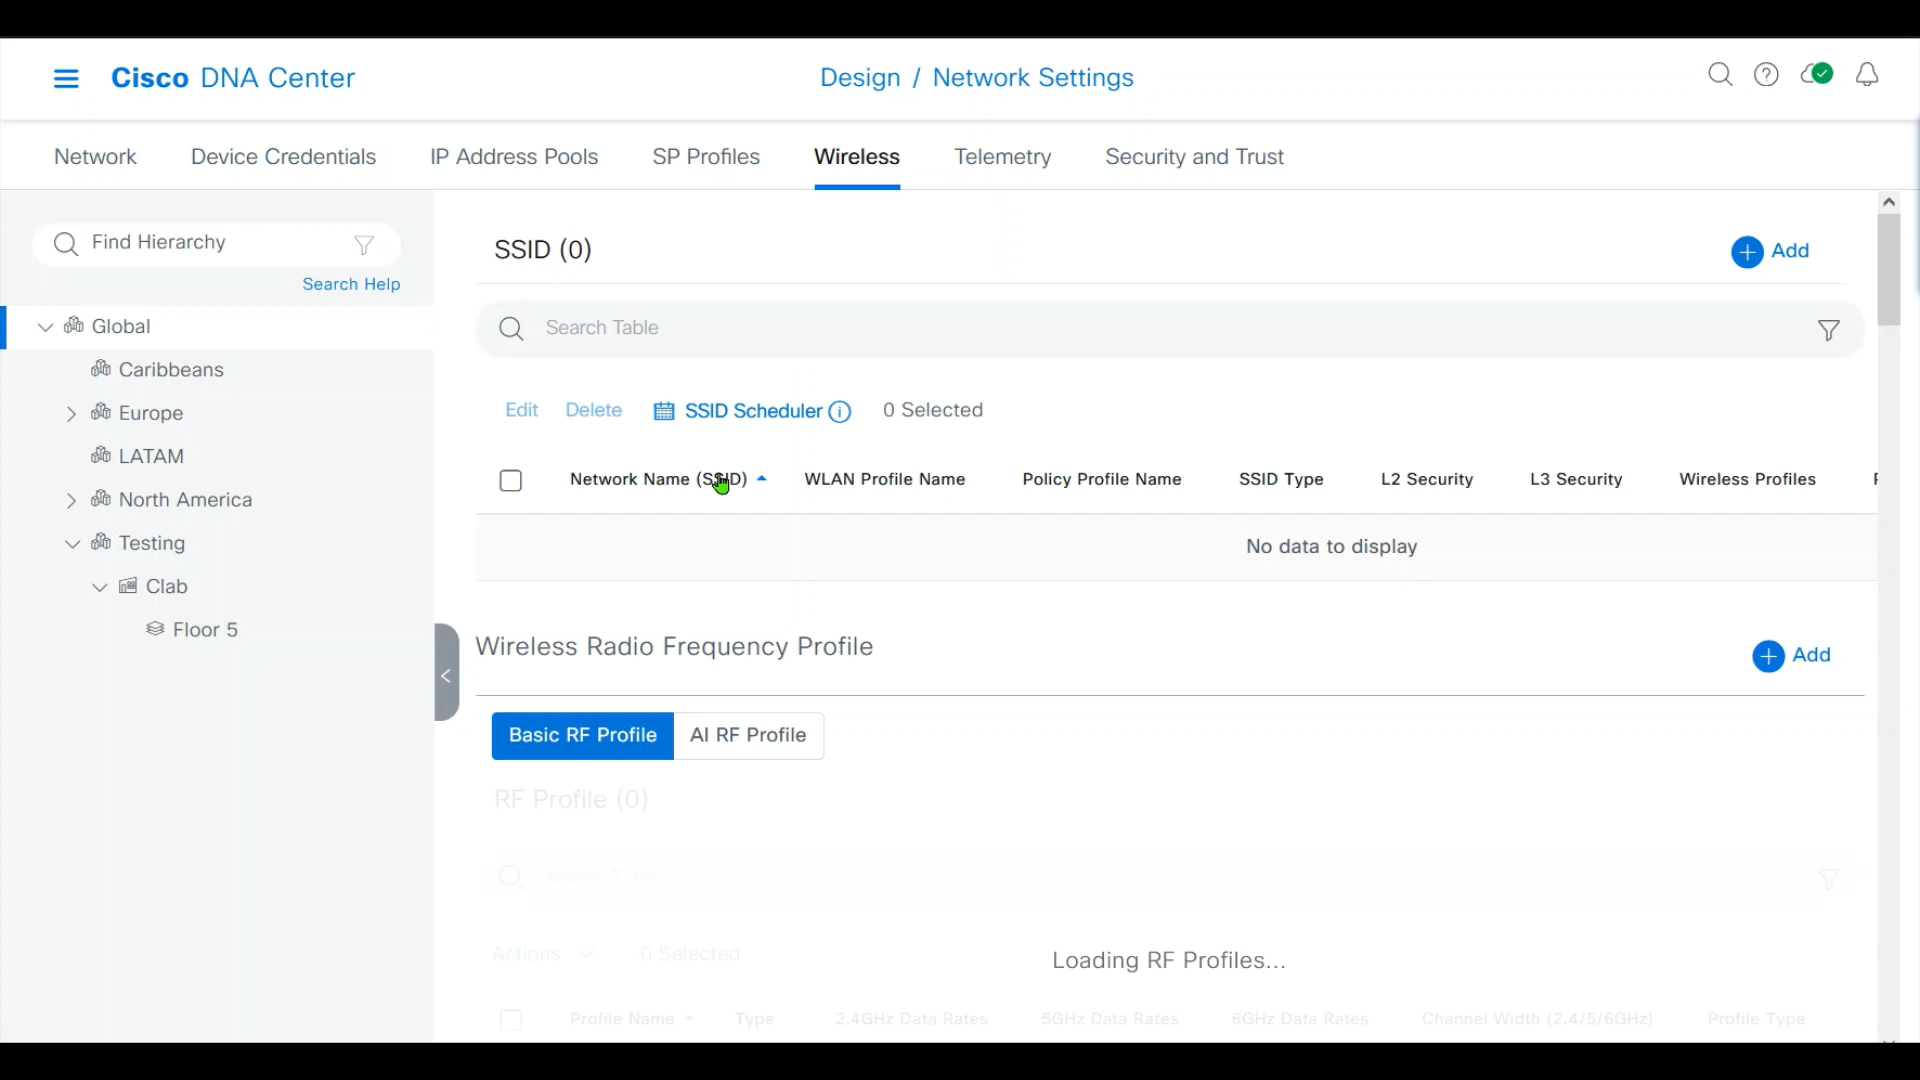 Cisco DNA Center
Design / Network Settings
Network Device Credentials IP Address Pools SP Profiles Wireless Telemetry Security and Trust
Find Hierarchy
Search Help
Global
Caribbeans
Europe
LATAM
North America
Testing
Clab
Floor 5
SSID (0)
Add
Search Table
Edit Delete SSID Scheduler 0 Selected
Network Name (SSID) WLAN Profile Name Policy Profile Name SSID Type L2 Security L3 Security Wireless Profiles
No data to display
Wireless Radio Frequency Profile
Add
Basic RF Profile AI RF Profile
RF Profile (0)
Search Table
Actions 0 Selected
Loading RF Profiles...
Profile Name Type 2.4GHz Data Rates 5GHz Data Rates 6GHz Data Rates Channel Width (2.4/5/6GHz) Profile Type